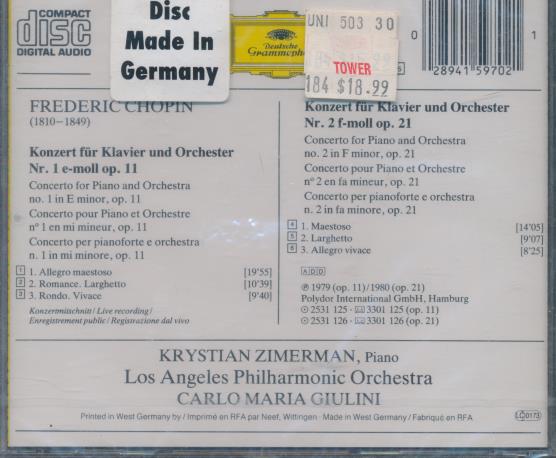 COMPACT
disc
DIGITAL AUDIO
Disc
Made In
Germany
Deutsche
Grammophon
UNI 503 30
TOWER
184 $18.99
0
1
28941 59702
FREDERIC CHOPIN
(1810–1849)
Konzert für Klavier und Orchester
Nr. 1 e-moll op. 11
Concerto for Piano and Orchestra
no. 1 in E minor, op. 11
Concerto pour Piano et Orchestre
nº 1 en mi mineur, op. 11
Concerto per pianoforte e orchestra
n. 1 in mi minore, op. 11
1 1. Allegro maestoso [19'55]
2 2. Romance. Larghetto [10'39]
3 3. Rondo. Vivace [9'40]
Konzertmitschnitt / Live recording /
Enregistrement public / Registrazione dal vivo
Konzert für Klavier und Orchester
Nr. 2 f-moll op. 21
Concerto for Piano and Orchestra
no. 2 in F minor, op. 21
Concerto pour Piano et Orchestre
nº 2 en fa mineur, op. 21
Concerto per pianoforte e orchestra
n. 2 in fa minore, op. 21
4 1. Maestoso [14'05]
5 2. Larghetto [9'07]
6 3. Allegro vivace [8'25]
ADD
℗ 1979 (op. 11) / 1980 (op. 21)
Polydor International GmbH, Hamburg
2531 125 · 3301 125 (op. 11)
2531 126 · 3301 126 (op. 21)
KRYSTIAN ZIMERMAN, Piano
Los Angeles Philharmonic Orchestra
CARLO MARIA GIULINI
Printed in West Germany by / Imprimé en RFA par Neef, Wittingen · Made in West Germany / Fabriqué en RFA
LC 0173